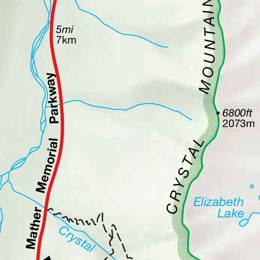 5mi
7km
Mather Memorial Parkway
CRYSTAL MOUNTAIN
6800ft
2073m
Elizabeth
Lake
Crystal